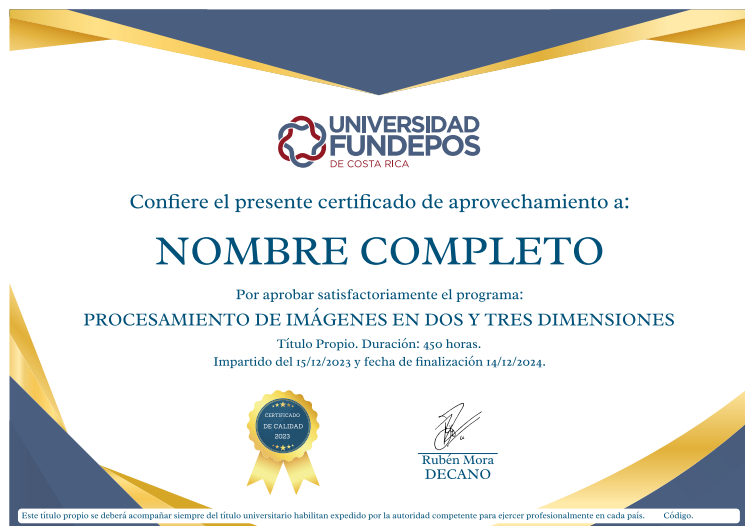 UNIVERSIDAD
FUNDEPOS
DE COSTA RICA
Confiere el presente certificado de aprovechamiento a:
NOMBRE COMPLETO
Por aprobar satisfactoriamente el programa:
PROCESAMIENTO DE IMÁGENES EN DOS Y TRES DIMENSIONES
Título Propio. Duración: 450 horas.
Impartido del 15/12/2023 y fecha de finalización 14/12/2024.
CERTIFICADO
DE CALIDAD
2023
Rubén Mora
DECANO
Este título propio se deberá acompañar siempre del título universitario habilitan expedido por la autoridad competente para ejercer profesionalmente en cada país. Código.